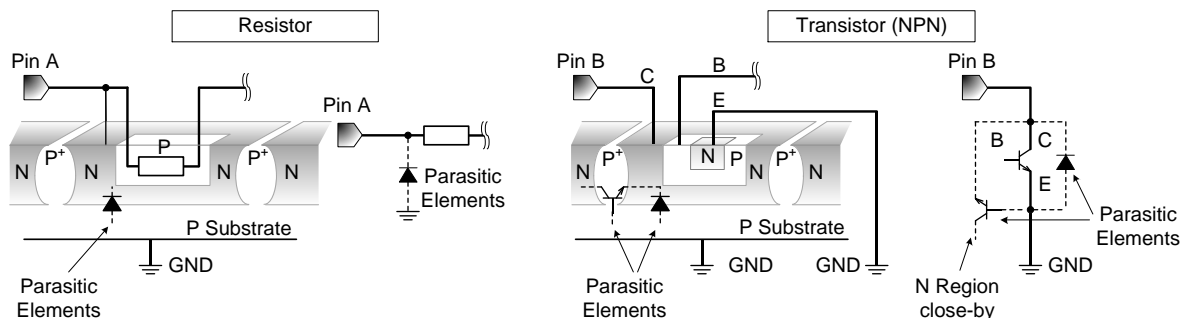 Resistor
Transistor (NPN)
Pin A
Pin B
Pin B
C
B
E
Pin A
N
P+
N
P
P+
N
N
P+
N
P
P+
N
N
B
C
E
Parasitic
Elements
P Substrate
P Substrate
Parasitic
Elements
GND
GND
GND
GND
Parasitic
Elements
Parasitic
Elements
N Region
close-by